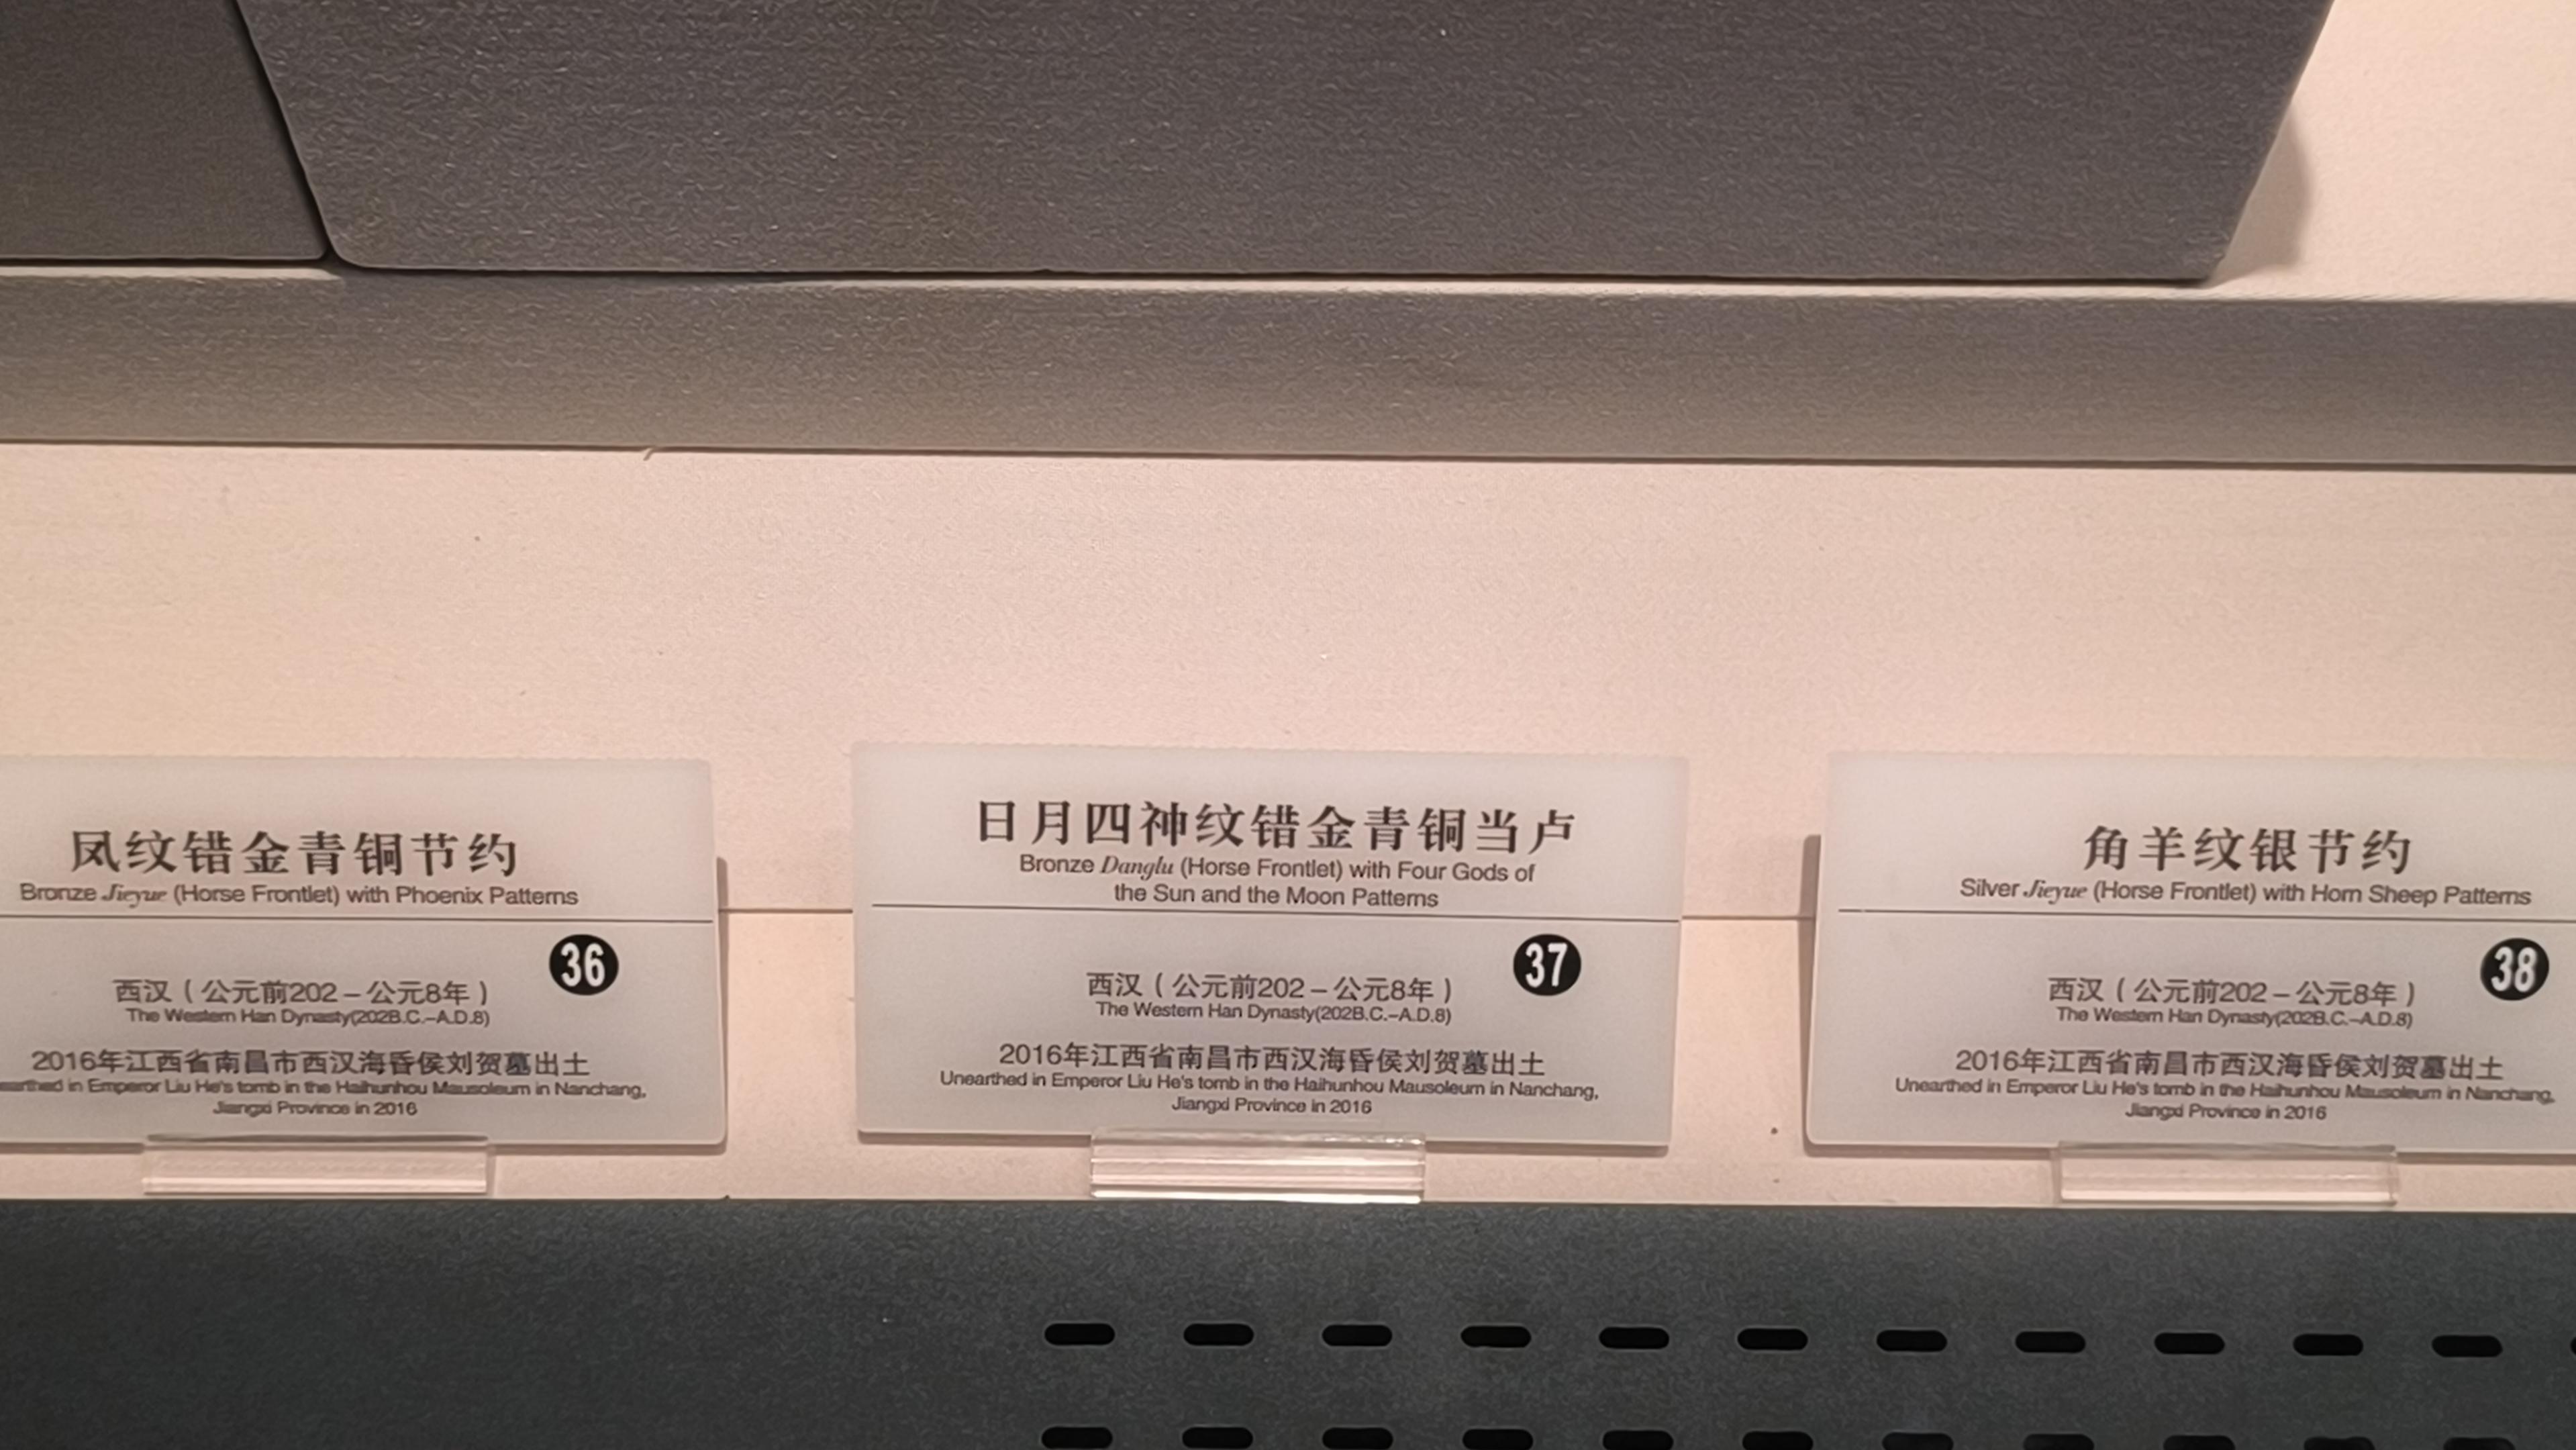 凤纹错金青铜节约
Bronze Jieyue (Horse Frontlet) with Phoenix Patterns
36
西汉（公元前202－公元8年）
The Western Han Dynasty(202B.C.–A.D.8)
2016年江西省南昌市西汉海昏侯刘贺墓出土
earthed in Emperor Liu He's tomb in the Haihunhou Mausoleum in Nanchang,
Jiangxi Province in 2016
日月四神纹错金青铜当卢
Bronze Danglu (Horse Frontlet) with Four Gods of
the Sun and the Moon Patterns
37
西汉（公元前202－公元8年）
The Western Han Dynasty(202B.C.–A.D.8)
2016年江西省南昌市西汉海昏侯刘贺墓出土
Unearthed in Emperor Liu He's tomb in the Haihunhou Mausoleum in Nanchang,
Jiangxi Province in 2016
角羊纹银节约
Silver Jieyue (Horse Frontlet) with Horn Sheep Patterns
38
西汉（公元前202－公元8年）
The Western Han Dynasty(202B.C.–A.D.8)
2016年江西省南昌市西汉海昏侯刘贺墓出土
Unearthed in Emperor Liu He's tomb in the Haihunhou Mausoleum in Nanchang,
Jiangxi Province in 2016